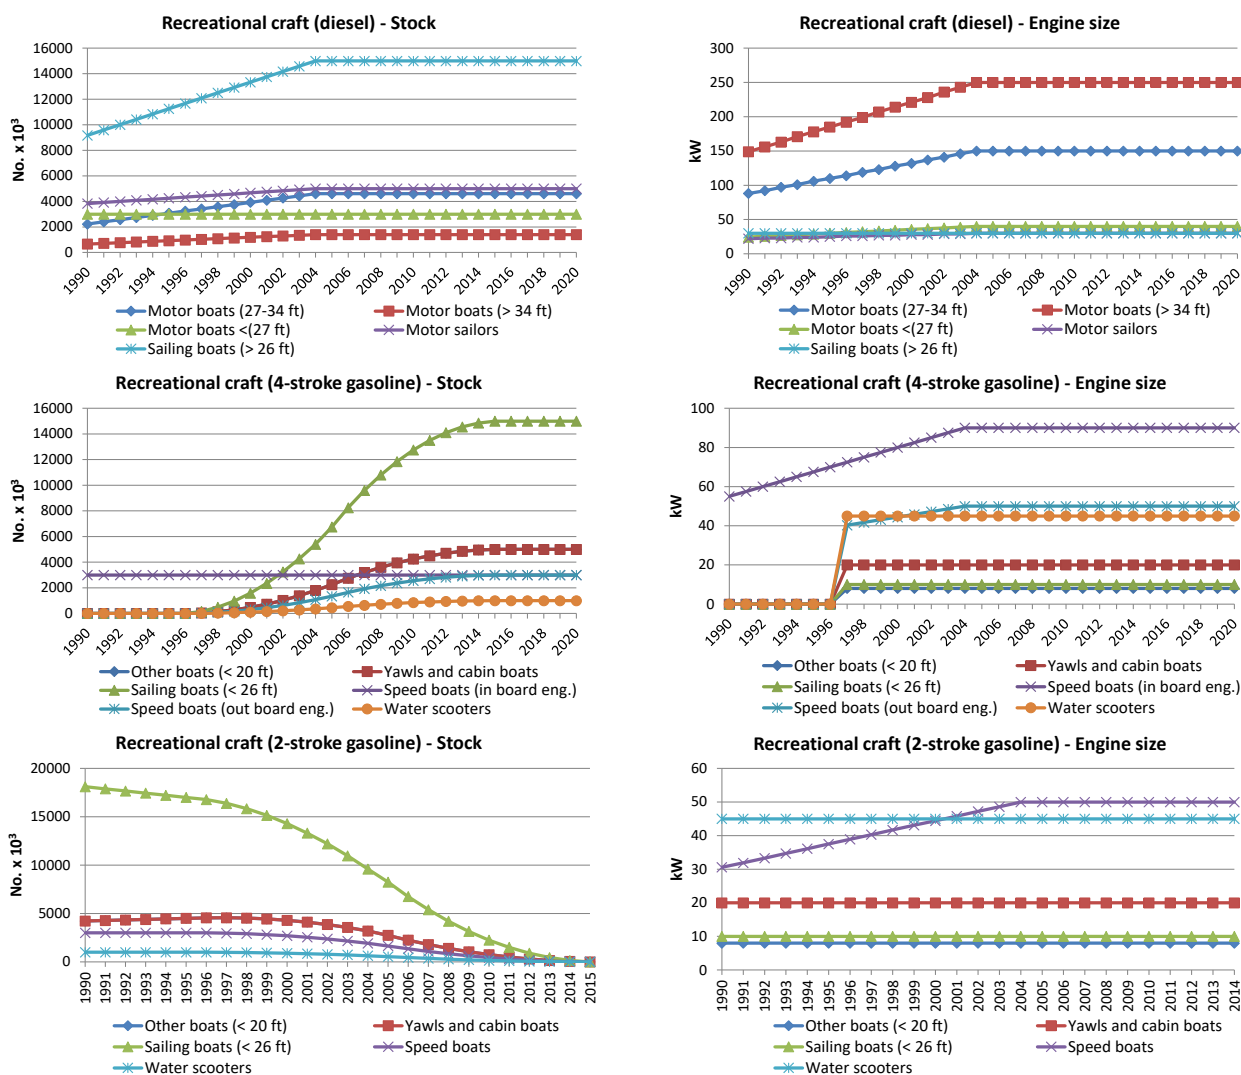 Recreational craft (diesel) - Stock
No. x 10³
16000
14000
12000
10000
8000
6000
4000
2000
0
1990 1992 1994 1996 1998 2000 2002 2004 2006 2008 2010 2012 2014 2016 2018 2020
Motor boats (27-34 ft) Motor boats (> 34 ft)
Motor boats <(27 ft) Motor sailors
Sailing boats (> 26 ft)
Recreational craft (diesel) - Engine size
kW
300
250
200
150
100
50
0
1990 1992 1994 1996 1998 2000 2002 2004 2006 2008 2010 2012 2014 2016 2018 2020
Motor boats (27-34 ft) Motor boats (> 34 ft)
Motor boats <(27 ft) Motor sailors
Sailing boats (> 26 ft)
Recreational craft (4-stroke gasoline) - Stock
No. x 10³
16000
14000
12000
10000
8000
6000
4000
2000
0
1990 1992 1994 1996 1998 2000 2002 2004 2006 2008 2010 2012 2014 2016 2018 2020
Other boats (< 20 ft) Yawls and cabin boats
Sailing boats (< 26 ft) Speed boats (in board eng.)
Speed boats (out board eng.) Water scooters
Recreational craft (4-stroke gasoline) - Engine size
kW
100
80
60
40
20
0
1990 1992 1994 1996 1998 2000 2002 2004 2006 2008 2010 2012 2014 2016 2018 2020
Other boats (< 20 ft) Yawls and cabin boats
Sailing boats (< 26 ft) Speed boats (in board eng.)
Speed boats (out board eng.) Water scooters
Recreational craft (2-stroke gasoline) - Stock
No. x 10³
20000
15000
10000
5000
0
1990 1991 1992 1993 1994 1995 1996 1997 1998 1999 2000 2001 2002 2003 2004 2005 2006 2007 2008 2009 2010 2011 2012 2013 2014 2015
Other boats (< 20 ft) Yawls and cabin boats
Sailing boats (< 26 ft) Speed boats
Water scooters
Recreational craft (2-stroke gasoline) - Engine size
kW
60
50
40
30
20
10
0
1990 1991 1992 1993 1994 1995 1996 1997 1998 1999 2000 2001 2002 2003 2004 2005 2006 2007 2008 2009 2010 2011 2012 2013 2014
Other boats (< 20 ft) Yawls and cabin boats
Sailing boats (< 26 ft) Speed boats
Water scooters